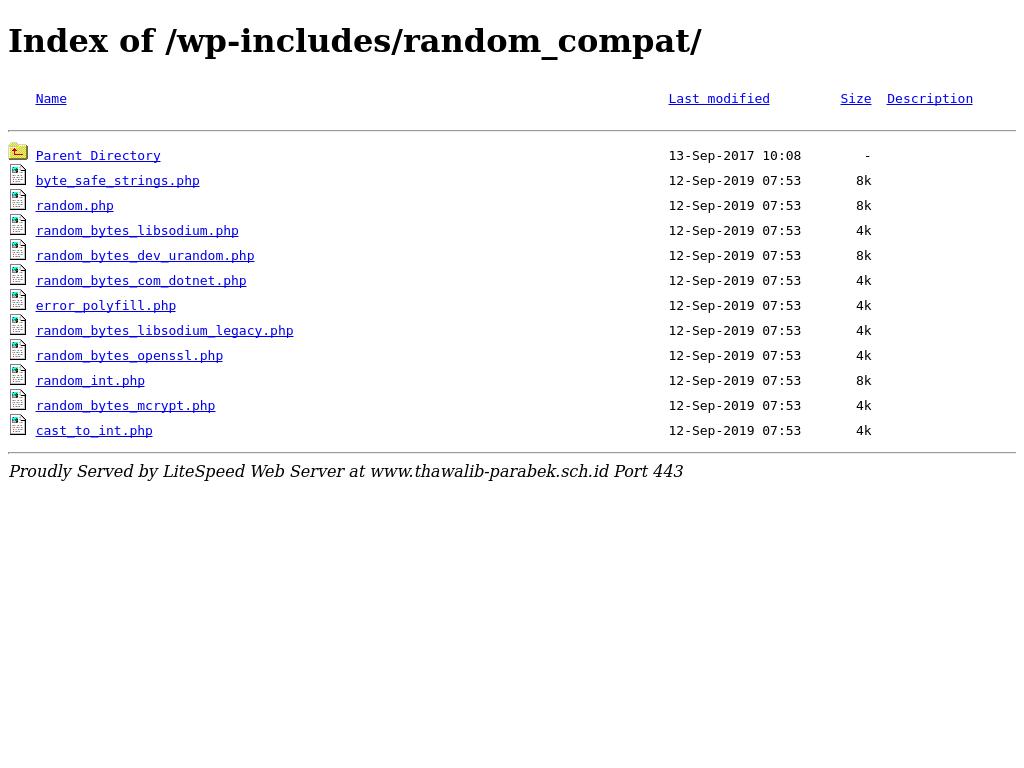 Index of /wp-includes/random_compat/
Name Last modified Size Description
Parent Directory 13-Sep-2017 10:08 -
byte_safe_strings.php 12-Sep-2019 07:53 8k
random.php 12-Sep-2019 07:53 8k
random_bytes_libsodium.php 12-Sep-2019 07:53 4k
random_bytes_dev_urandom.php 12-Sep-2019 07:53 8k
random_bytes_com_dotnet.php 12-Sep-2019 07:53 4k
error_polyfill.php 12-Sep-2019 07:53 4k
random_bytes_libsodium_legacy.php 12-Sep-2019 07:53 4k
random_bytes_openssl.php 12-Sep-2019 07:53 4k
random_int.php 12-Sep-2019 07:53 8k
random_bytes_mcrypt.php 12-Sep-2019 07:53 4k
cast_to_int.php 12-Sep-2019 07:53 4k
Proudly Served by LiteSpeed Web Server at www.thawalib-parabek.sch.id Port 443